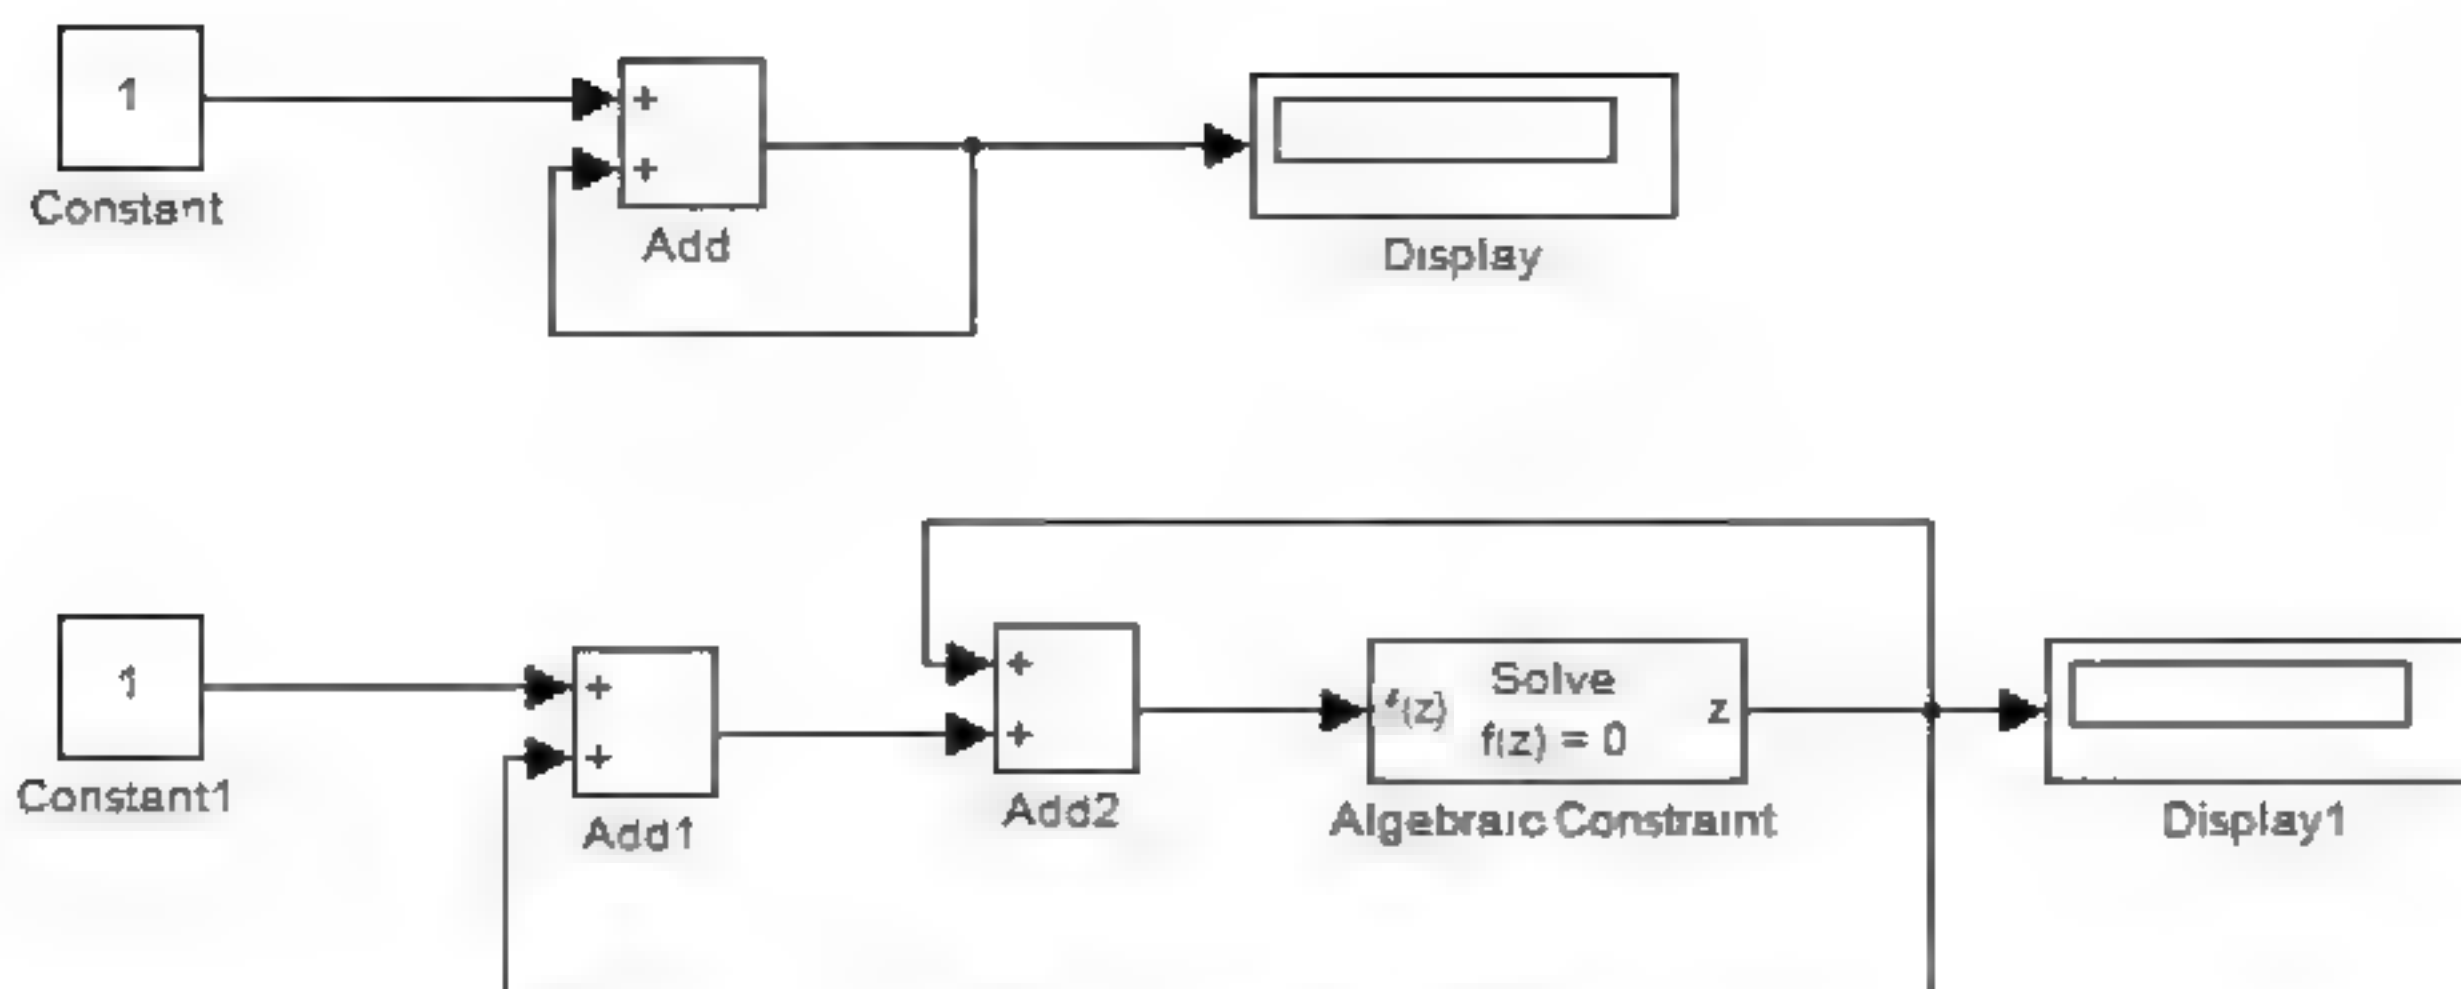 1
+
+
Constant
Add
Display
1
+
+
+
+
f(z)
Solve
f(z) = 0
z
Constant1
Add1
Add2
Algebraic Constraint
Display1